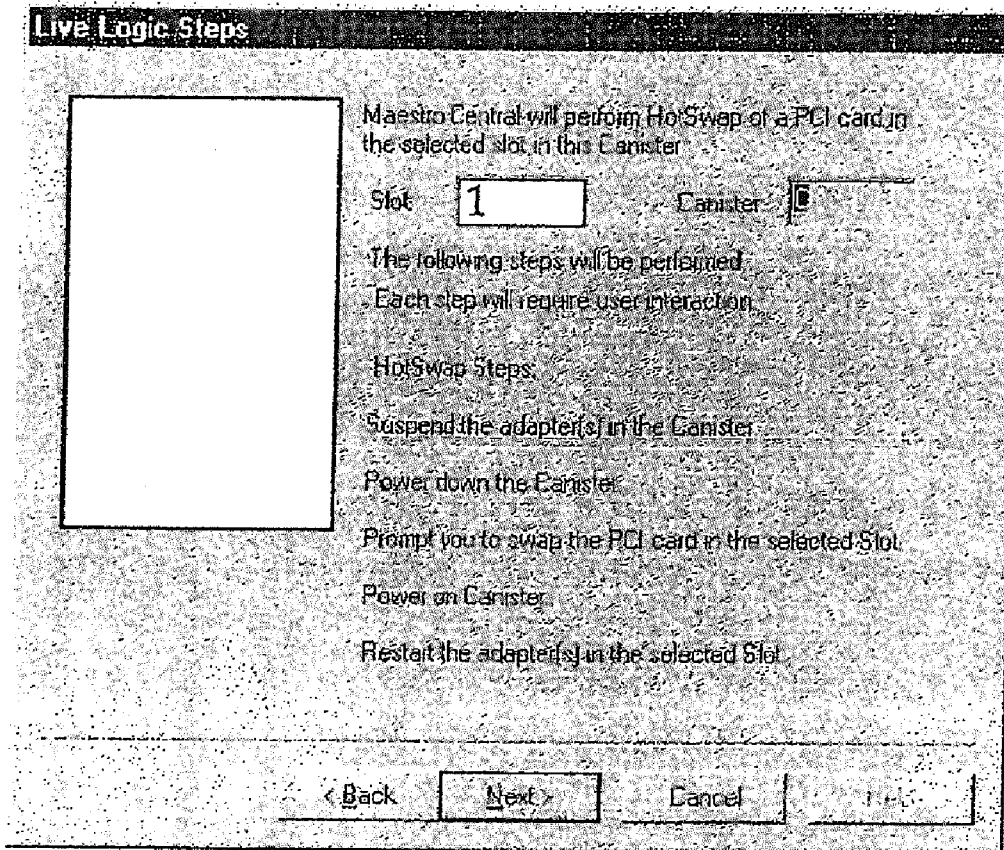 Live Logic Steps
Maestro Central will perform HotSwap of a PCI card in
the selected slot in this Canister
Slot: 1 Canister:
The following steps will be performed.
Each step will require user interaction.
HotSwap Steps:
Suspend the adapter(s) in the Canister
Power down the Canister
Prompt you to swap the PCI card in the selected Slot.
Power on Canister.
Restart the adapter(s) in the selected Slot
< Back Next > Cancel